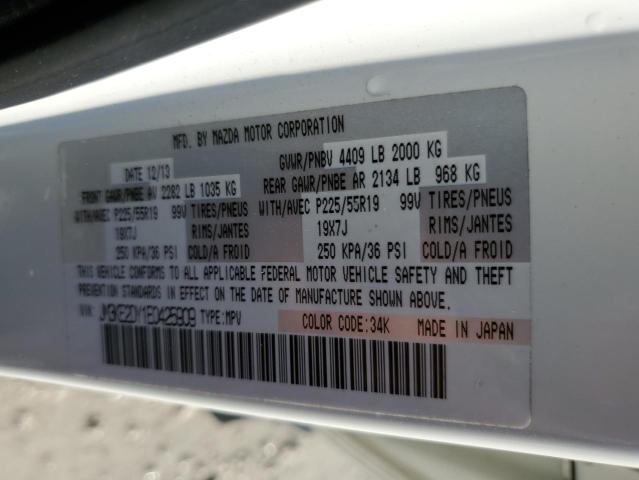 MFD. BY MAZDA MOTOR CORPORATION
DATE 12/13 GVWR/PNBV 4409 LB 2000 KG
FRONT GAWR/PNBE AV 2282 LB 1035 KG REAR GAWR/PNBE AR 2134 LB 968 KG
WITH/AVEC P225/55R19 99V TIRES/PNEUS WITH/AVEC P225/55R19 99V TIRES/PNEUS
19X7J RIMS/JANTES 19X7J RIMS/JANTES
250 KPA/36 PSI COLD/A FROID 250 KPA/36 PSI COLD/A FROID
THIS VEHICLE CONFORMS TO ALL APPLICABLE FEDERAL MOTOR VEHICLE SAFETY AND THEFT
PREVENTION STANDARDS IN EFFECT ON THE DATE OF MANUFACTURE SHOWN ABOVE.
VIN: JM3KE2DY1E0425909 TYPE:MPV COLOR CODE:34K MADE IN JAPAN